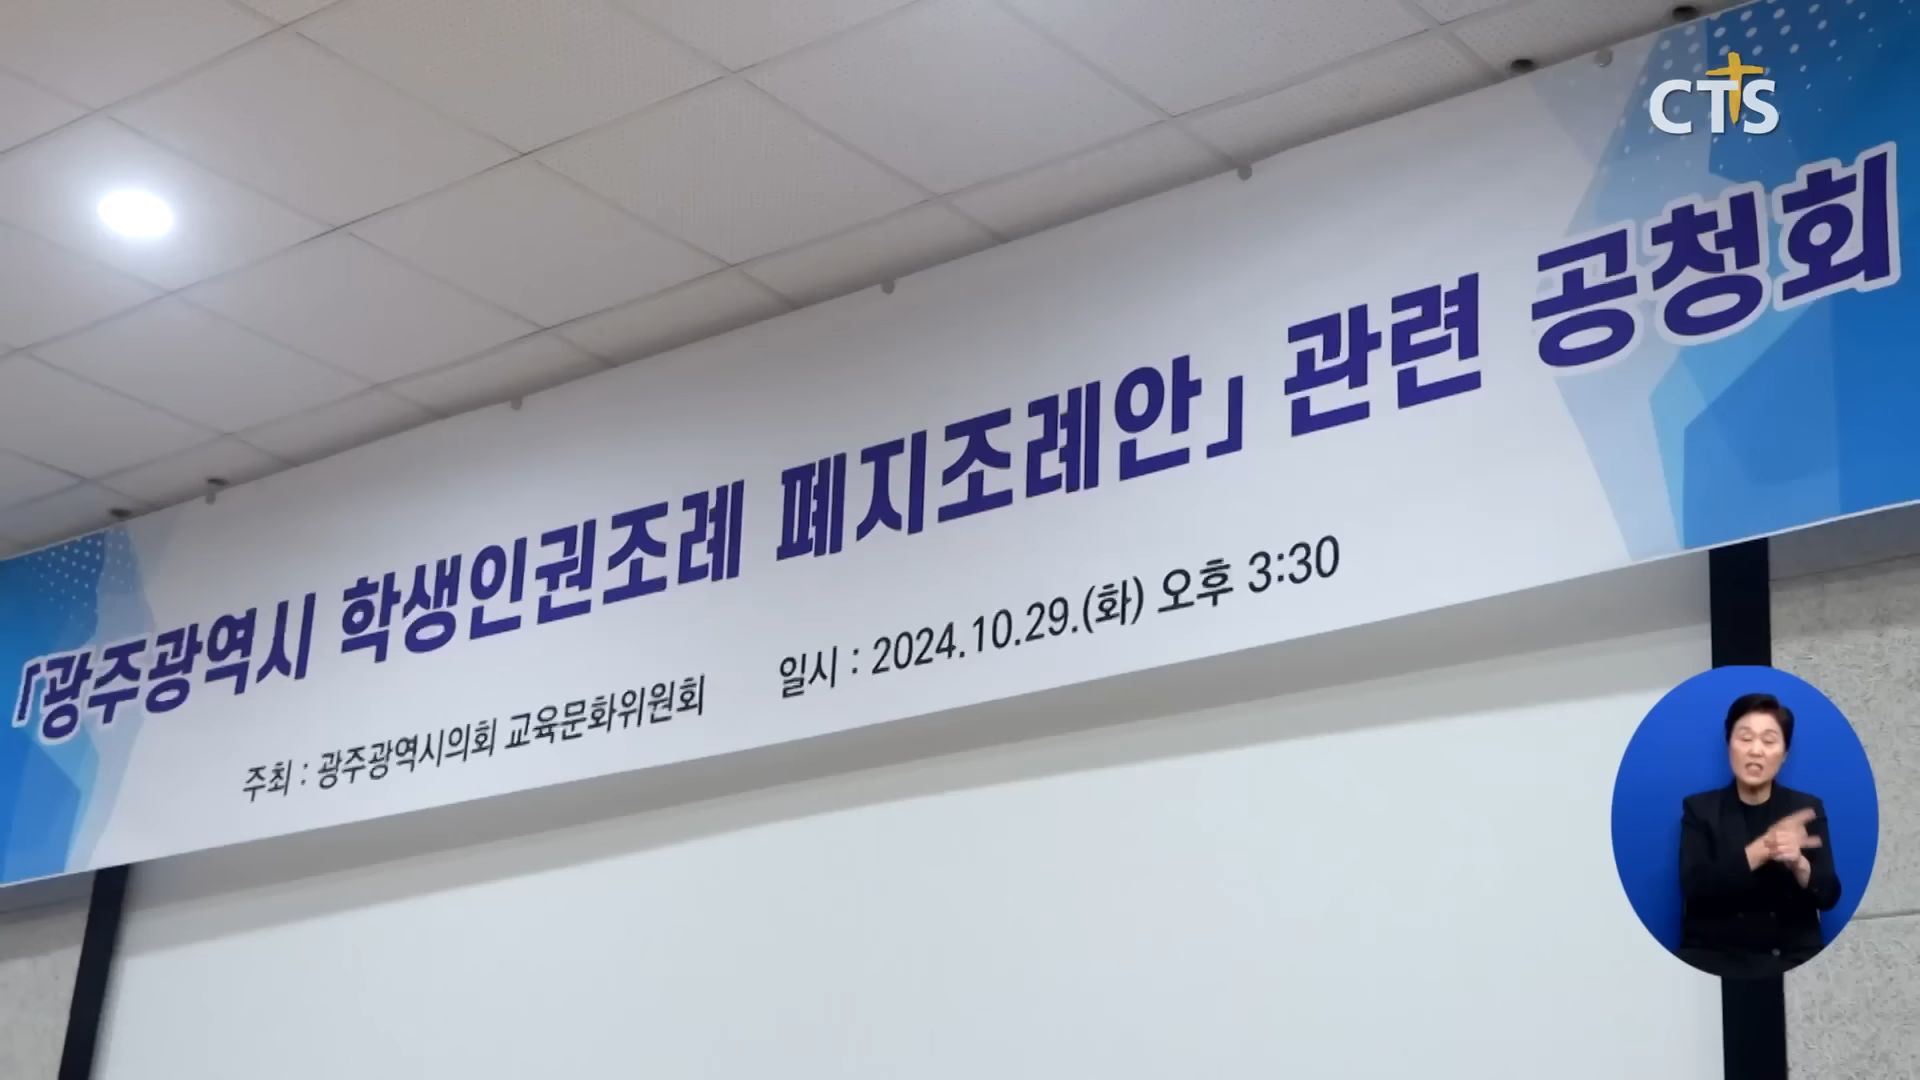 CTS
「광주광역시 학생인권조례 폐지조례안」 관련 공청회
주최 : 광주광역시의회 교육문화위원회 일시 : 2024.10.29.(화) 오후 3:30